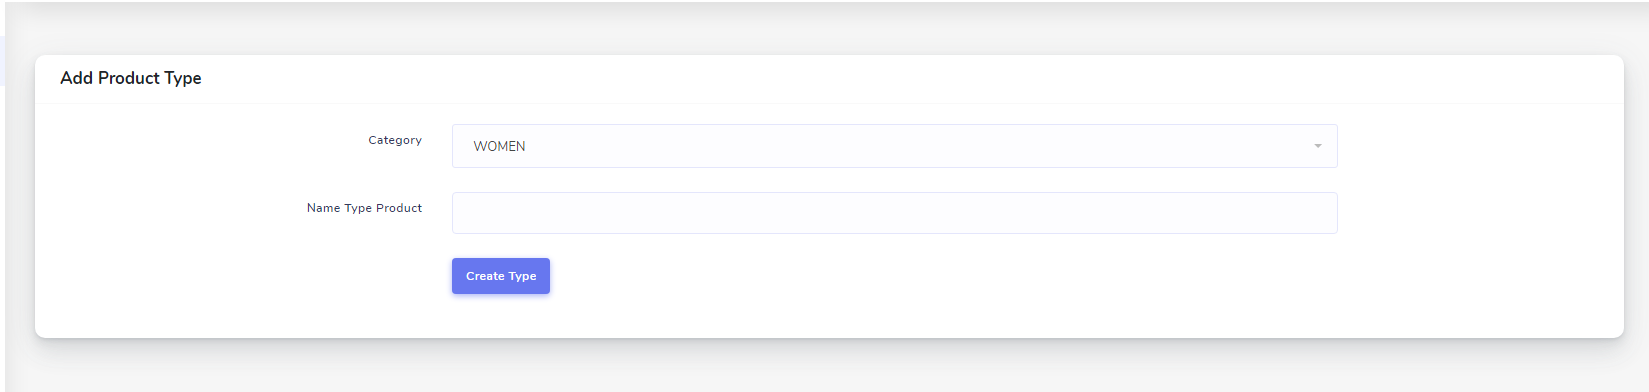 Add Product Type
Category
WOMEN
Name Type Product
Create Type